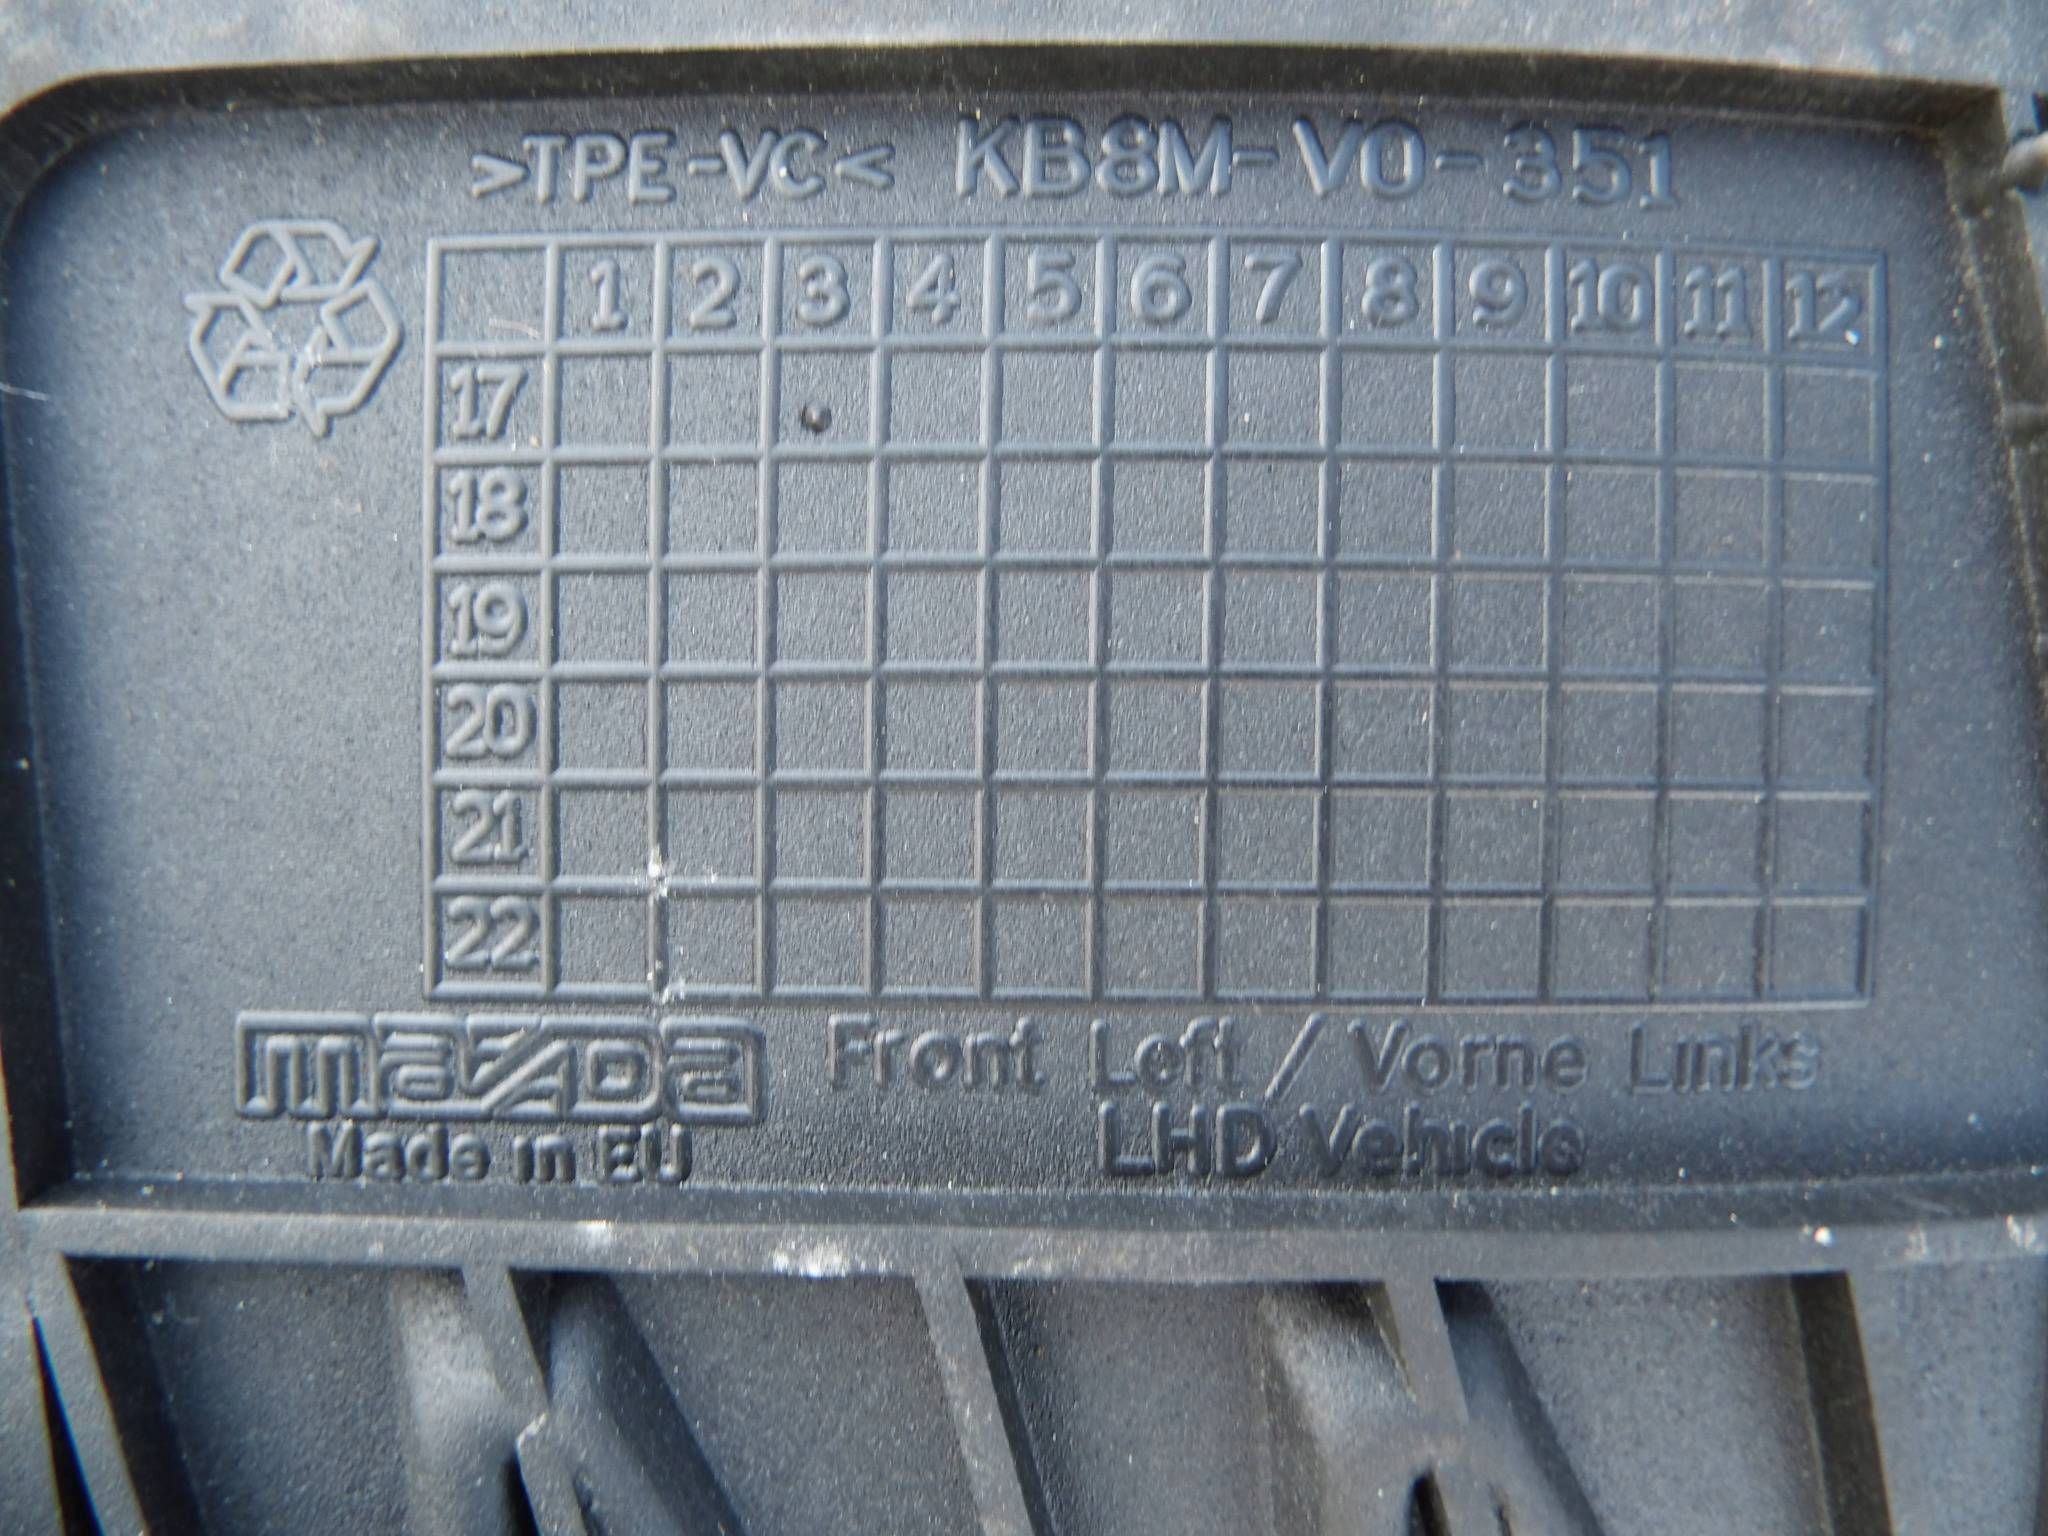 >TPE-VC< KB8M-V0-351
1 2 3 4 5 6 7 8 9 10 11 12
17
18
19
20
21
22
mazda Front Left / Vorne Links
Made in EU LHD Vehicle